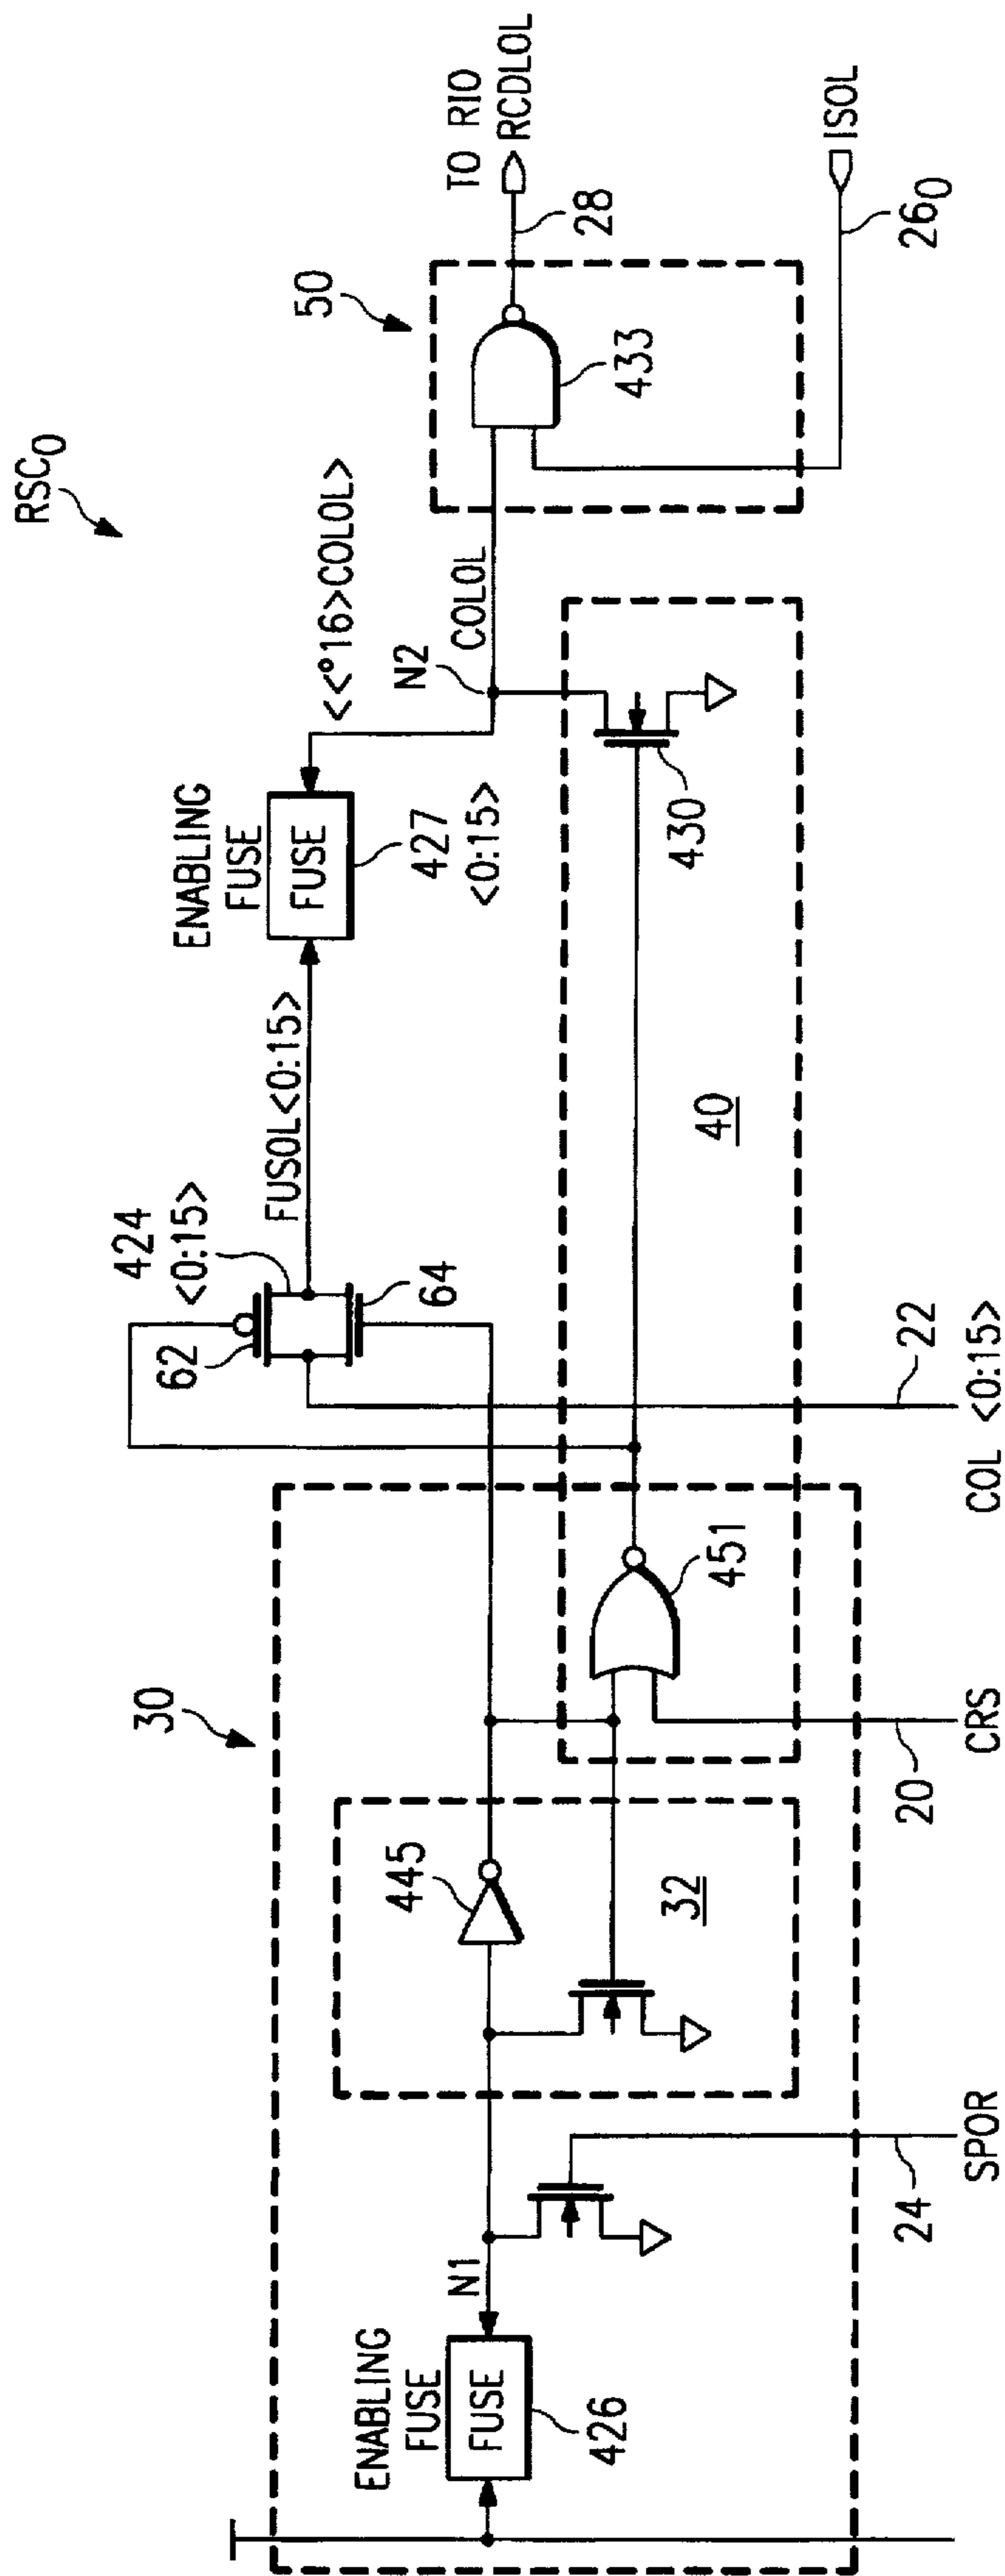 RSC0
50
TO RIO
RCDLOL
28
433
ISOL
260
<<°16>COLOL>
COLOL
N2
ENABLING
FUSE
FUSE
427
<0:15>
430
40
FUSOL<0:15>
424
<0:15>
62
64
22
COL <0:15>
30
451
445
32
20
CRS
N1
ENABLING
FUSE
FUSE
426
24
SPOR